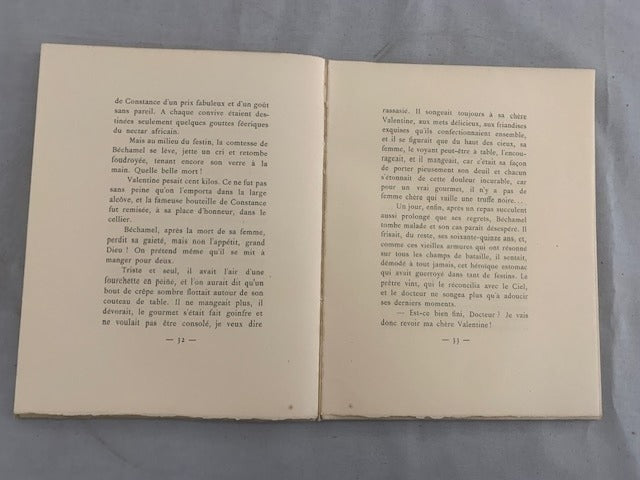 de Constance d'un prix fabuleux et d'un goût
sans pareil. A chaque convive étaient des-
tinées seulement quelques gouttes féeriques
du nectar africain.
Mais au milieu du festin, la comtesse de
Béchamel se lève, jette un cri et retombe
foudroyée, tenant encore son verre à la
main. Quelle belle mort !
Valentine pesait cent kilos. Ce ne fut pas
sans peine qu'on l'emporta dans la large
alcôve, et la fameuse bouteille de Constance
fut remisée, à sa place d'honneur, dans le
cellier.
Béchamel, après la mort de sa femme,
perdit sa gaieté, mais non l'appétit, grand
Dieu ! On prétend même qu'il se mit à
manger pour deux.
Triste et seul, il avait l'air d'une
fourchette en peine, et l'on aurait dit qu'un
bout de crêpe sombre flottait autour de son
couteau de table. Il ne mangeait plus, il
dévorait, le gourmet s'était fait goinfre et
ne voulait pas être consolé, je veux dire
— 32 —
rassasié. Il songeait toujours à sa chère
Valentine, aux mets délicieux, aux friandises
exquises qu'ils confectionnaient ensemble,
et il se figurait que du haut des cieux, sa
femme, le voyant peut-être à table, l'encou-
rageait, et il mangeait, car c'était sa façon
de porter pieusement son deuil et chacun
s'étonnait de cette douleur incurable, car
pour un vrai gourmet, il n'y a pas de
femme chère qui vaille une truffe noire...
Un jour, enfin, après un repas succulent
aussi prolongé que ses regrets, Béchamel
tombe malade et son cas parait désespéré. Il
frisait, du reste, ses soixante-quinze ans, et,
comme ces vieilles armures qui ont résonné
sur tous les champs de bataille, il sentait,
démodé à tout jamais, cet héroïque estomac
qui avait guerroyé dans tant de festins. Le
prêtre vint, qui le réconcilia avec le Ciel,
et le docteur ne songea plus qu'à adoucir
ses derniers moments.
— Est-ce bien fini, Docteur ? Je vais
donc revoir ma chère Valentine !
— 33 —